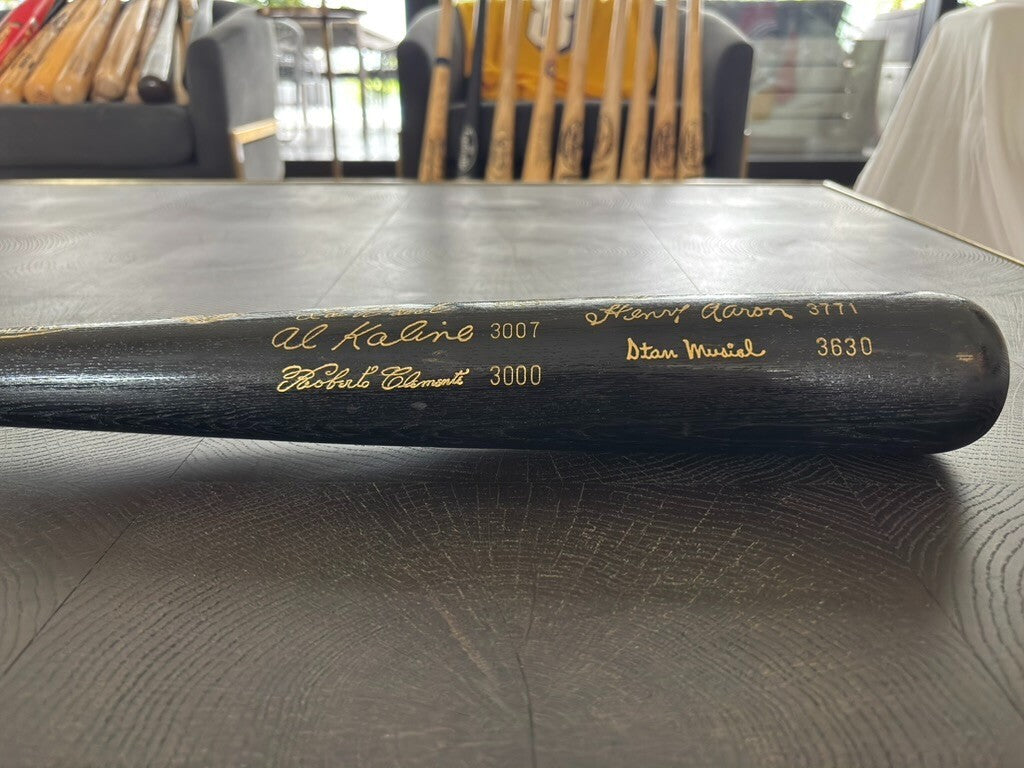 Al Kaline 3007
Roberto Clemente 3000
Henry Aaron 3771
Stan Musial 3630